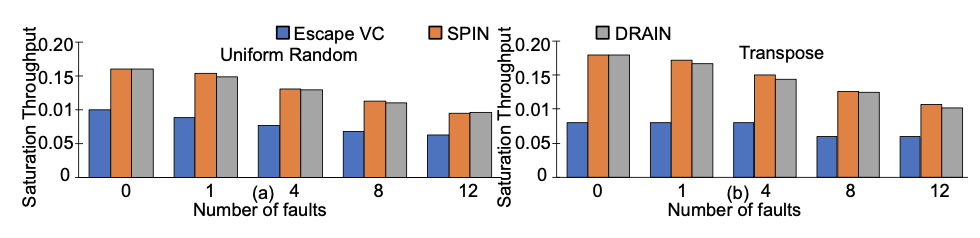 Escape VC SPIN DRAIN
Uniform Random
Saturation Throughput
0.20
0.15
0.01
0.05
0
0 1 4 8 12
(a)
Number of faults
Transpose
Saturation Throughput
0.20
0.15
0.01
0.05
0
0 1 4 8 12
(b)
Number of faults